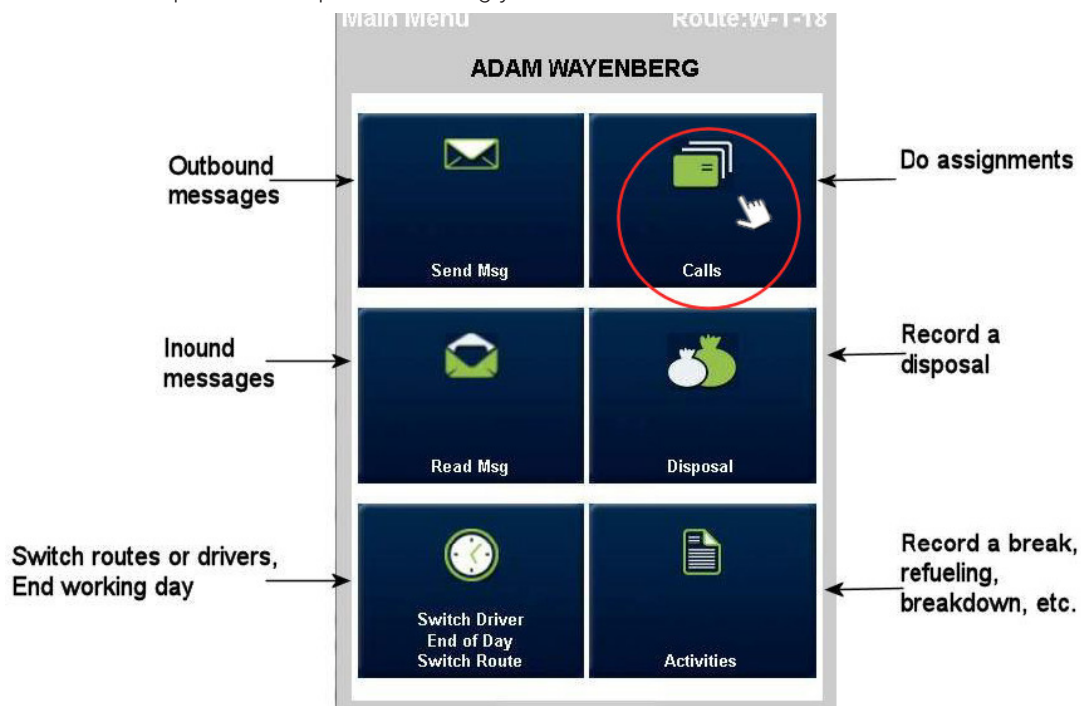 Main Menu Route:W-T-18
ADAM WAYENBERG
Outbound
messages
Send Msg
Calls
Do assignments
Inound
messages
Read Msg
Disposal
Record a
disposal
Switch routes or drivers,
End working day
Switch Driver
End of Day
Switch Route
Activities
Record a break,
refueling,
breakdown, etc.